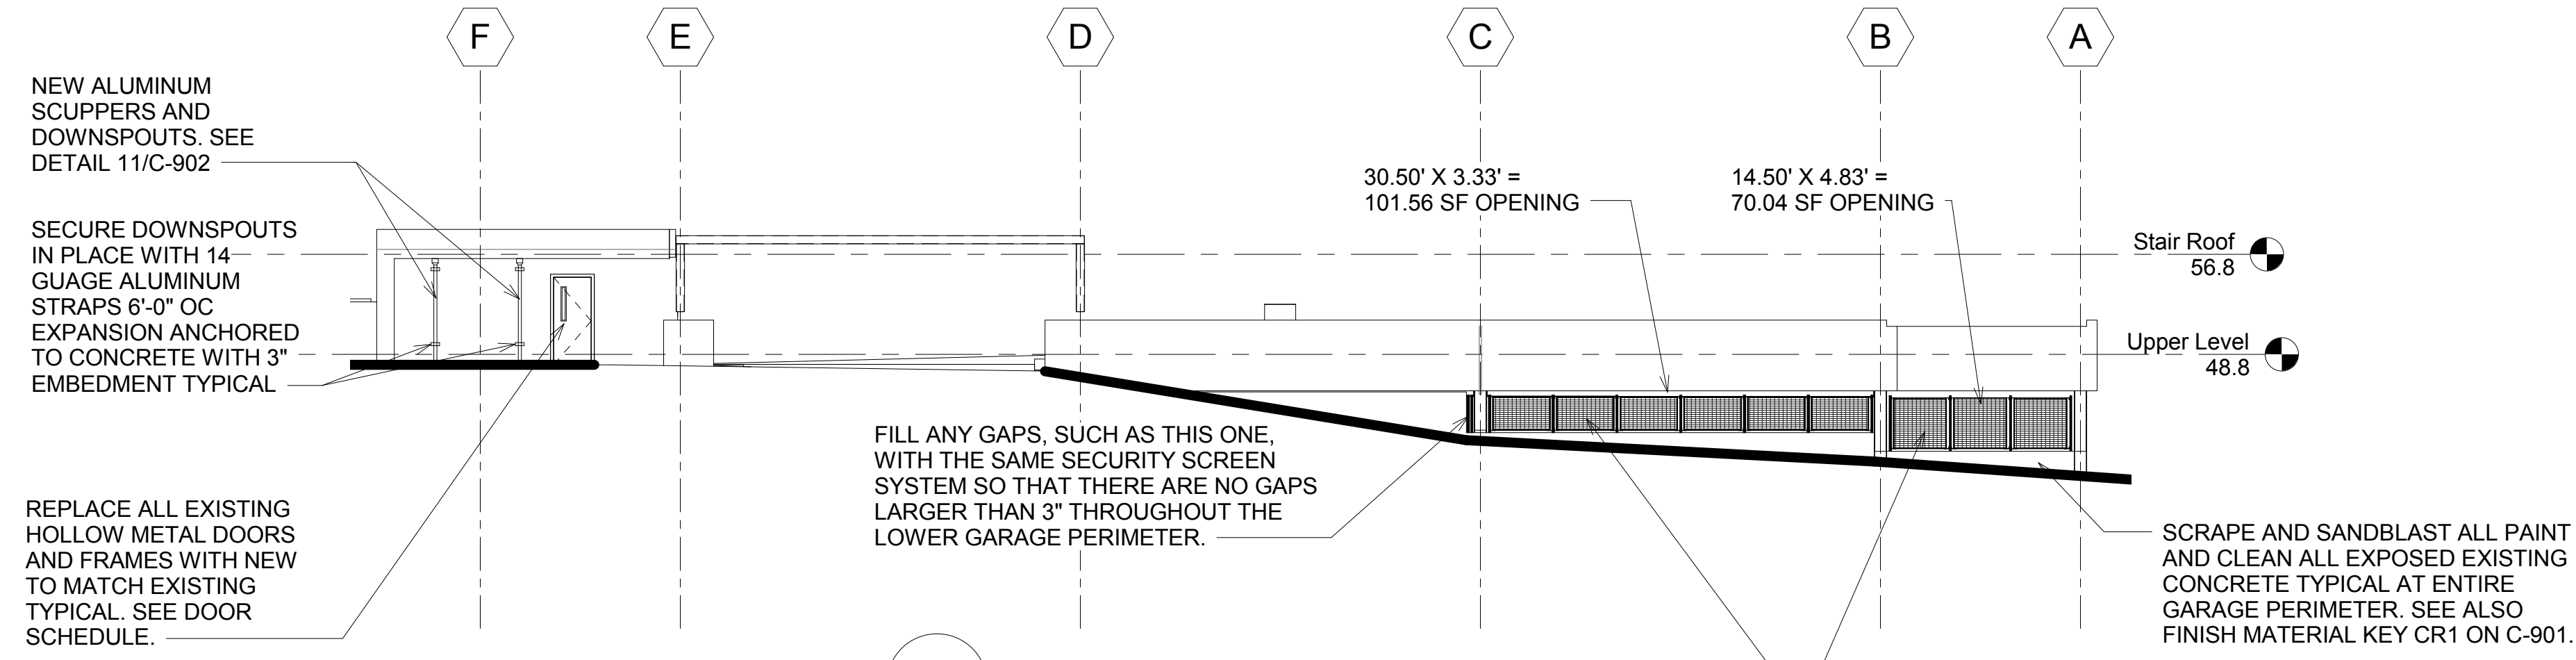 F
E
D
C
B
A
NEW ALUMINUM
SCUPPERS AND
DOWNSPOUTS. SEE
DETAIL 11/C-902
SECURE DOWNSPOUTS
IN PLACE WITH 14
GUAGE ALUMINUM
STRAPS 6'-0" OC
EXPANSION ANCHORED
TO CONCRETE WITH 3"
EMBEDMENT TYPICAL
REPLACE ALL EXISTING
HOLLOW METAL DOORS
AND FRAMES WITH NEW
TO MATCH EXISTING
TYPICAL. SEE DOOR
SCHEDULE.
FILL ANY GAPS, SUCH AS THIS ONE,
WITH THE SAME SECURITY SCREEN
SYSTEM SO THAT THERE ARE NO GAPS
LARGER THAN 3" THROUGHOUT THE
LOWER GARAGE PERIMETER.
30.50' X 3.33' =
101.56 SF OPENING
14.50' X 4.83' =
70.04 SF OPENING
Stair Roof
56.8
Upper Level
48.8
SCRAPE AND SANDBLAST ALL PAINT
AND CLEAN ALL EXPOSED EXISTING
CONCRETE TYPICAL AT ENTIRE
GARAGE PERIMETER. SEE ALSO
FINISH MATERIAL KEY CR1 ON C-901.